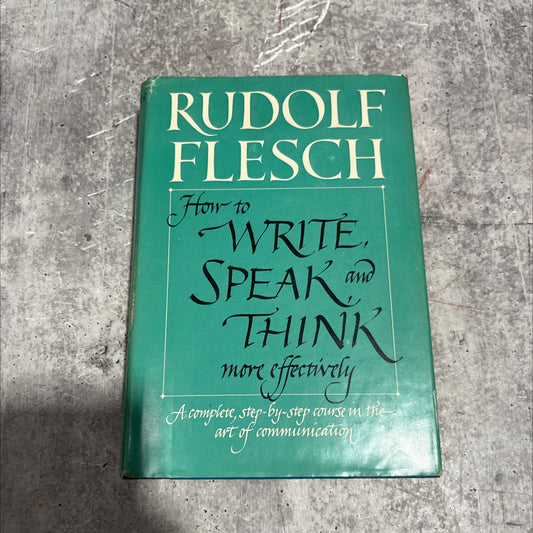 RUDOLF
FLESCH
How to
WRITE,
SPEAK and
THINK
more effectively
A complete, step-by-step course in the
art of communication